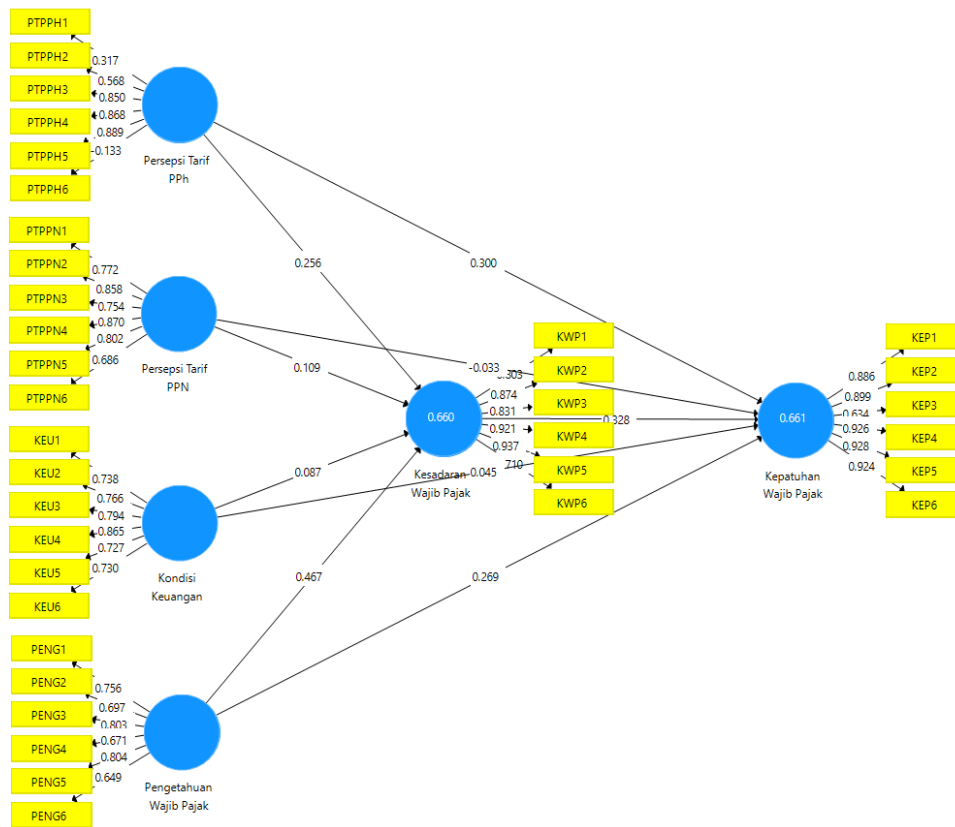 PTPPH1
PTPPH2
PTPPH3
PTPPH4
PTPPH5
PTPPH6
0.317
0.568
0.850
0.868
0.889
-0.133
Persepsi Tarif
PPh
PTPPN1
PTPPN2
PTPPN3
PTPPN4
PTPPN5
PTPPN6
0.772
0.858
0.754
0.870
0.802
0.686
Persepsi Tarif
PPN
KEU1
KEU2
KEU3
KEU4
KEU5
KEU6
0.738
0.766
0.794
0.865
0.727
0.730
Kondisi
Keuangan
PENG1
PENG2
PENG3
PENG4
PENG5
PENG6
0.756
0.697
0.803
0.671
0.804
0.649
Pengetahuan
Wajib Pajak
0.256
0.109
0.087
0.467
0.300
-0.033
0.328
-0.045
0.269
0.660
Kesadaran
Wajib Pajak
0.874
0.831
0.921
0.937
KWP1
KWP2
KWP3
KWP4
KWP5
KWP6
0.661
Kepatuhan
Wajib Pajak
0.886
0.899
0.634
0.926
0.928
0.924
KEP1
KEP2
KEP3
KEP4
KEP5
KEP6